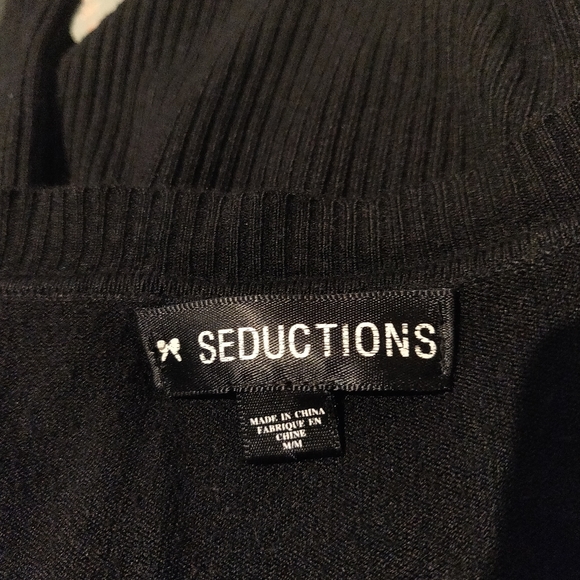 SEDUCTIONS
MADE IN CHINA
FABRIQUE EN
CHINE
M/M